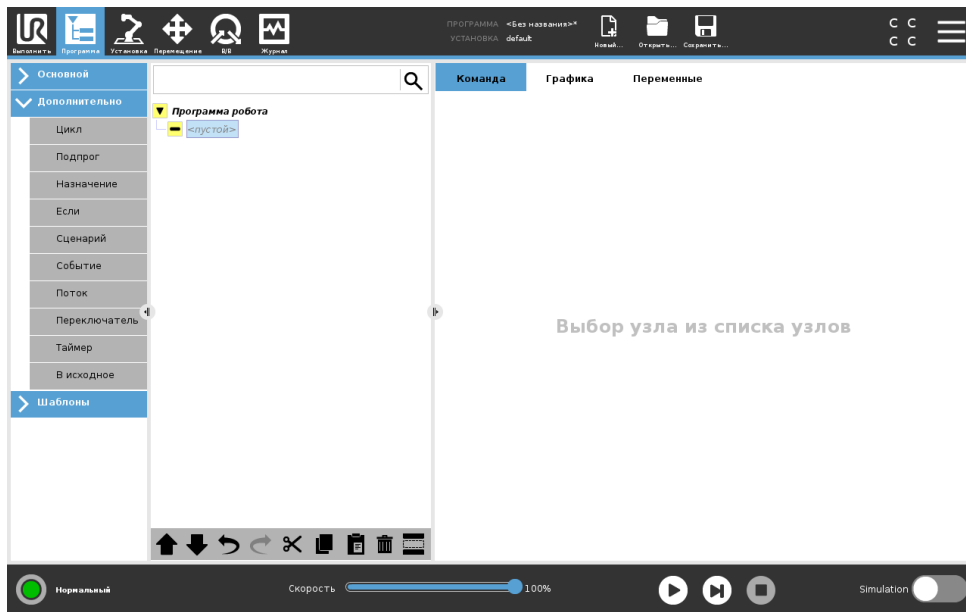 UR
Выполнить Программа Установка Перемещение В/В Журнал
ПРОГРАММА <Без названия>*
УСТАНОВКА default
Новый... Открыть... Сохранить...
C C
C C
Основной
Дополнительно
Цикл
Подпрог
Назначение
Если
Сценарий
Событие
Поток
Переключатель
Таймер
В исходное
Шаблоны
Программа робота
<пустой>
Команда Графика Переменные
Выбор узла из списка узлов
Нормальный
Скорость 100%
Simulation